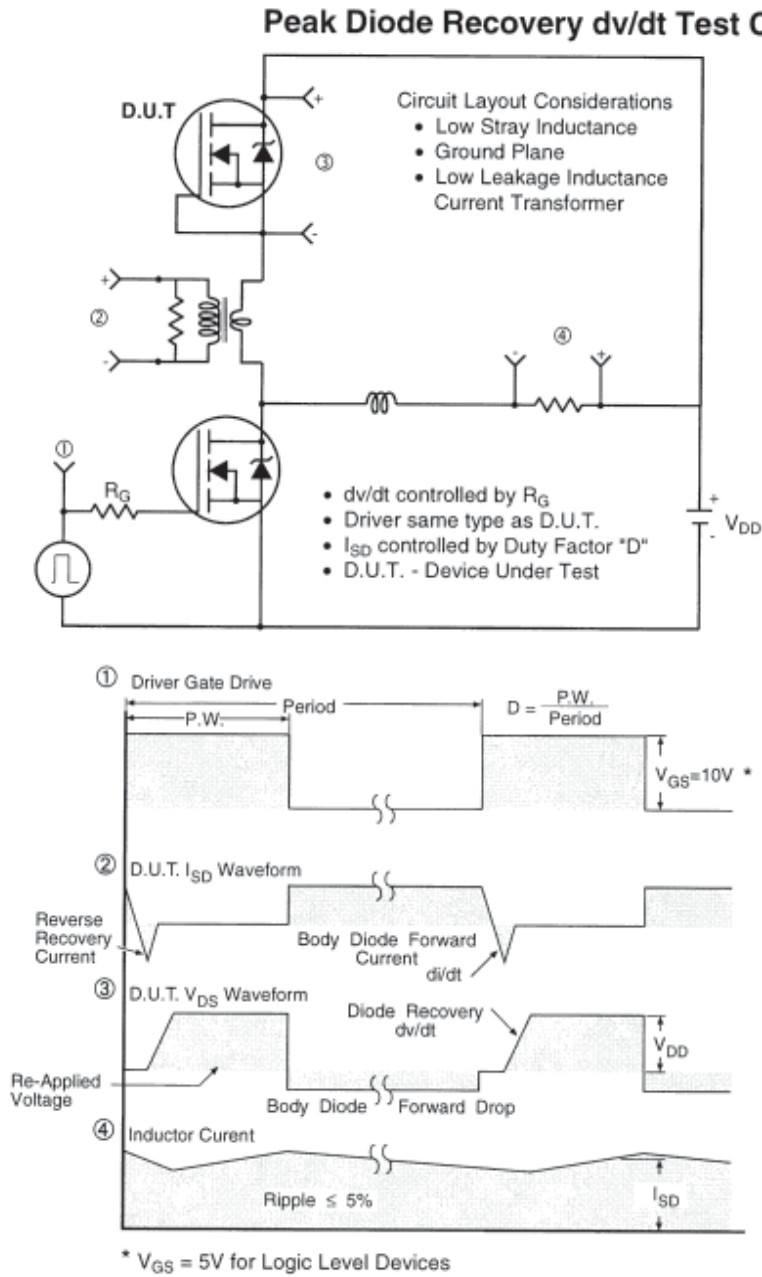 Peak Diode Recovery dv/dt Test C
D.U.T
+
③
-
Circuit Layout Considerations
• Low Stray Inductance
• Ground Plane
• Low Leakage Inductance
Current Transformer
+
②
-
④
-
+
①
R_G
• dv/dt controlled by R_G
• Driver same type as D.U.T.
• I_SD controlled by Duty Factor "D"
• D.U.T. - Device Under Test
+
V_DD
-
① Driver Gate Drive
Period
P.W.
D = P.W. / Period
V_GS=10V *
② D.U.T. I_SD Waveform
Reverse
Recovery
Current
Body Diode Forward
Current
di/dt
③ D.U.T. V_DS Waveform
Diode Recovery
dv/dt
V_DD
Re-Applied
Voltage
Body Diode Forward Drop
④ Inductor Curent
Ripple ≤ 5%
I_SD
* V_GS = 5V for Logic Level Devices